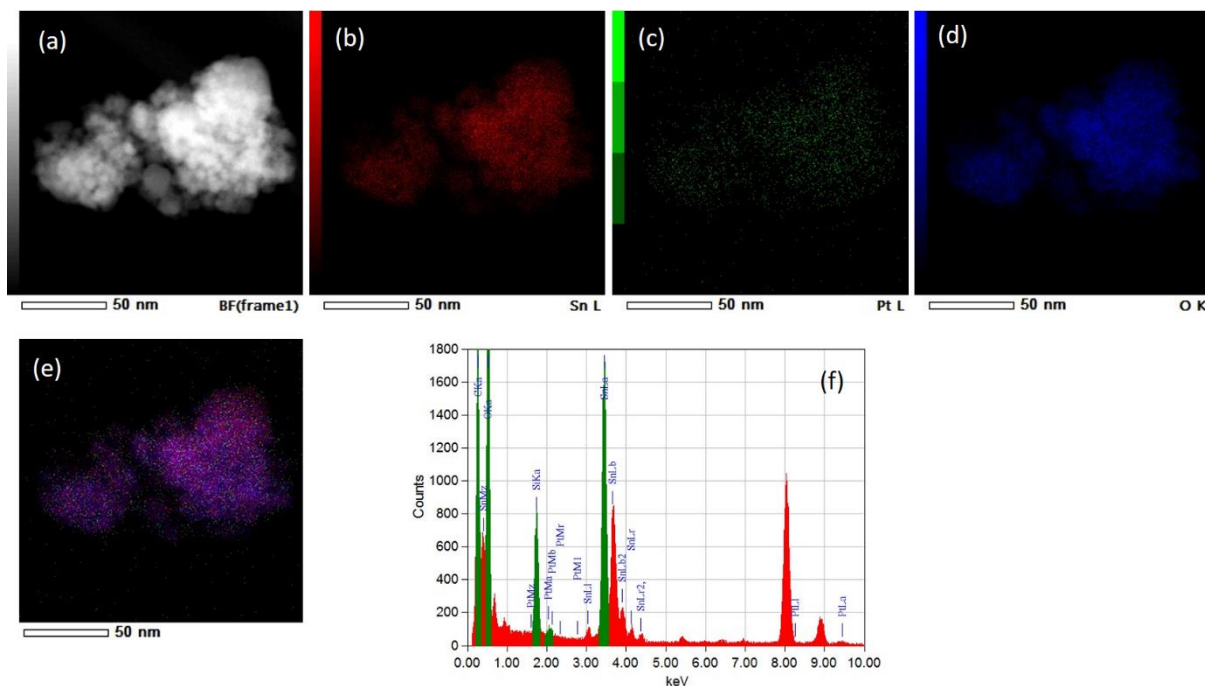 (a)
(b)
(c)
(d)
50 nm BF(frame1)
50 nm Sn L
50 nm Pt L
50 nm O K
(e)
50 nm
(f)
Counts
1800
1600
1400
1200
1000
800
600
400
200
0
CKa
OKa
SnMz
SiKa
PtMz
PtMa
PtMb
PtMr
PtM1
SnLl
SnLa
SnLb
SnLb2
SnLr
SnLr2,
PtLl
PtLa
0.00 1.00 2.00 3.00 4.00 5.00 6.00 7.00 8.00 9.00 10.00
keV